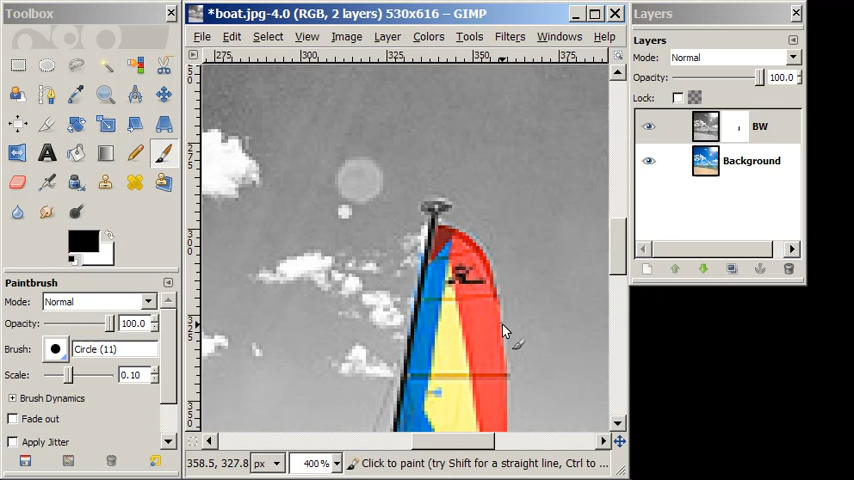 Toolbox
*boat.jpg-4.0 (RGB, 2 layers) 530x616 – GIMP
Layers
File Edit Select View Image Layer Colors Tools Filters Windows Help
Layer
Mode: Normal
Opacity: 100.0
Lock:
BW
Background
275 300 325 350 375
Paintbrush
Mode: Normal
Opacity: 100.0
Brush: Circle (11)
Scale: 0.10
Brush Dynamics
Fade out
Apply Jitter
358.5, 327.8 px 400% Click to paint (try Shift for a straight line, Ctrl to ...